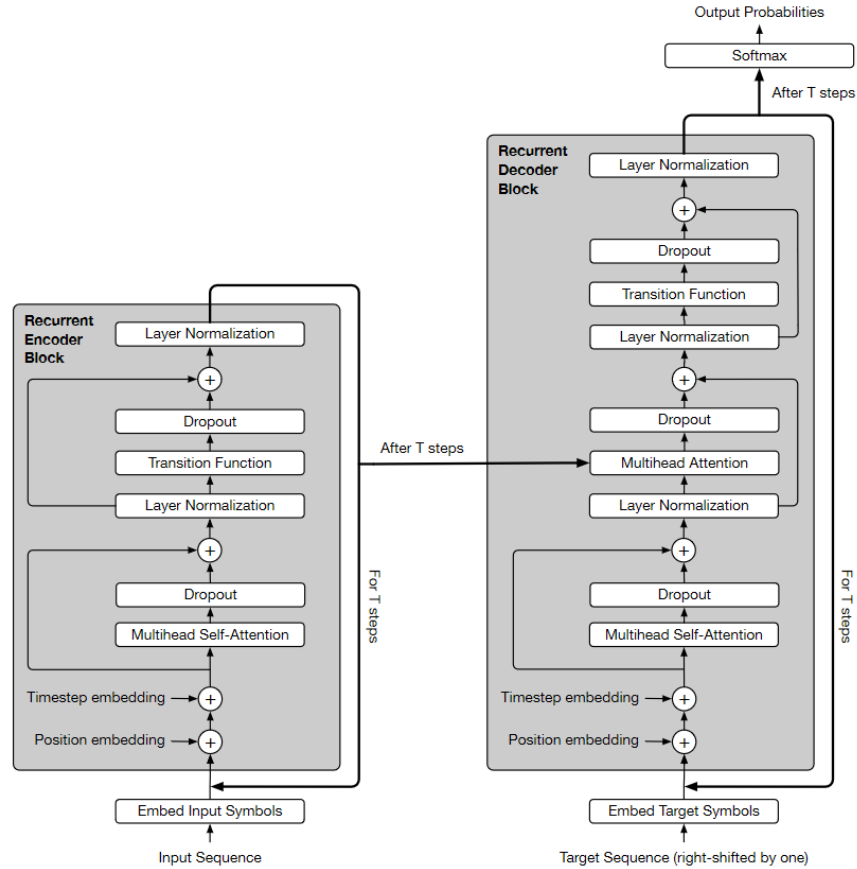 Output Probabilities
Softmax
After T steps
Recurrent
Decoder
Block
Layer Normalization
+
Dropout
Transition Function
Layer Normalization
+
Dropout
Multihead Attention
Layer Normalization
+
Dropout
Multihead Self-Attention
Timestep embedding
+
Position embedding
+
For T steps
Embed Target Symbols
Target Sequence (right-shifted by one)
After T steps
Recurrent
Encoder
Block
Layer Normalization
+
Dropout
Transition Function
Layer Normalization
+
Dropout
Multihead Self-Attention
Timestep embedding
+
Position embedding
+
For T steps
Embed Input Symbols
Input Sequence